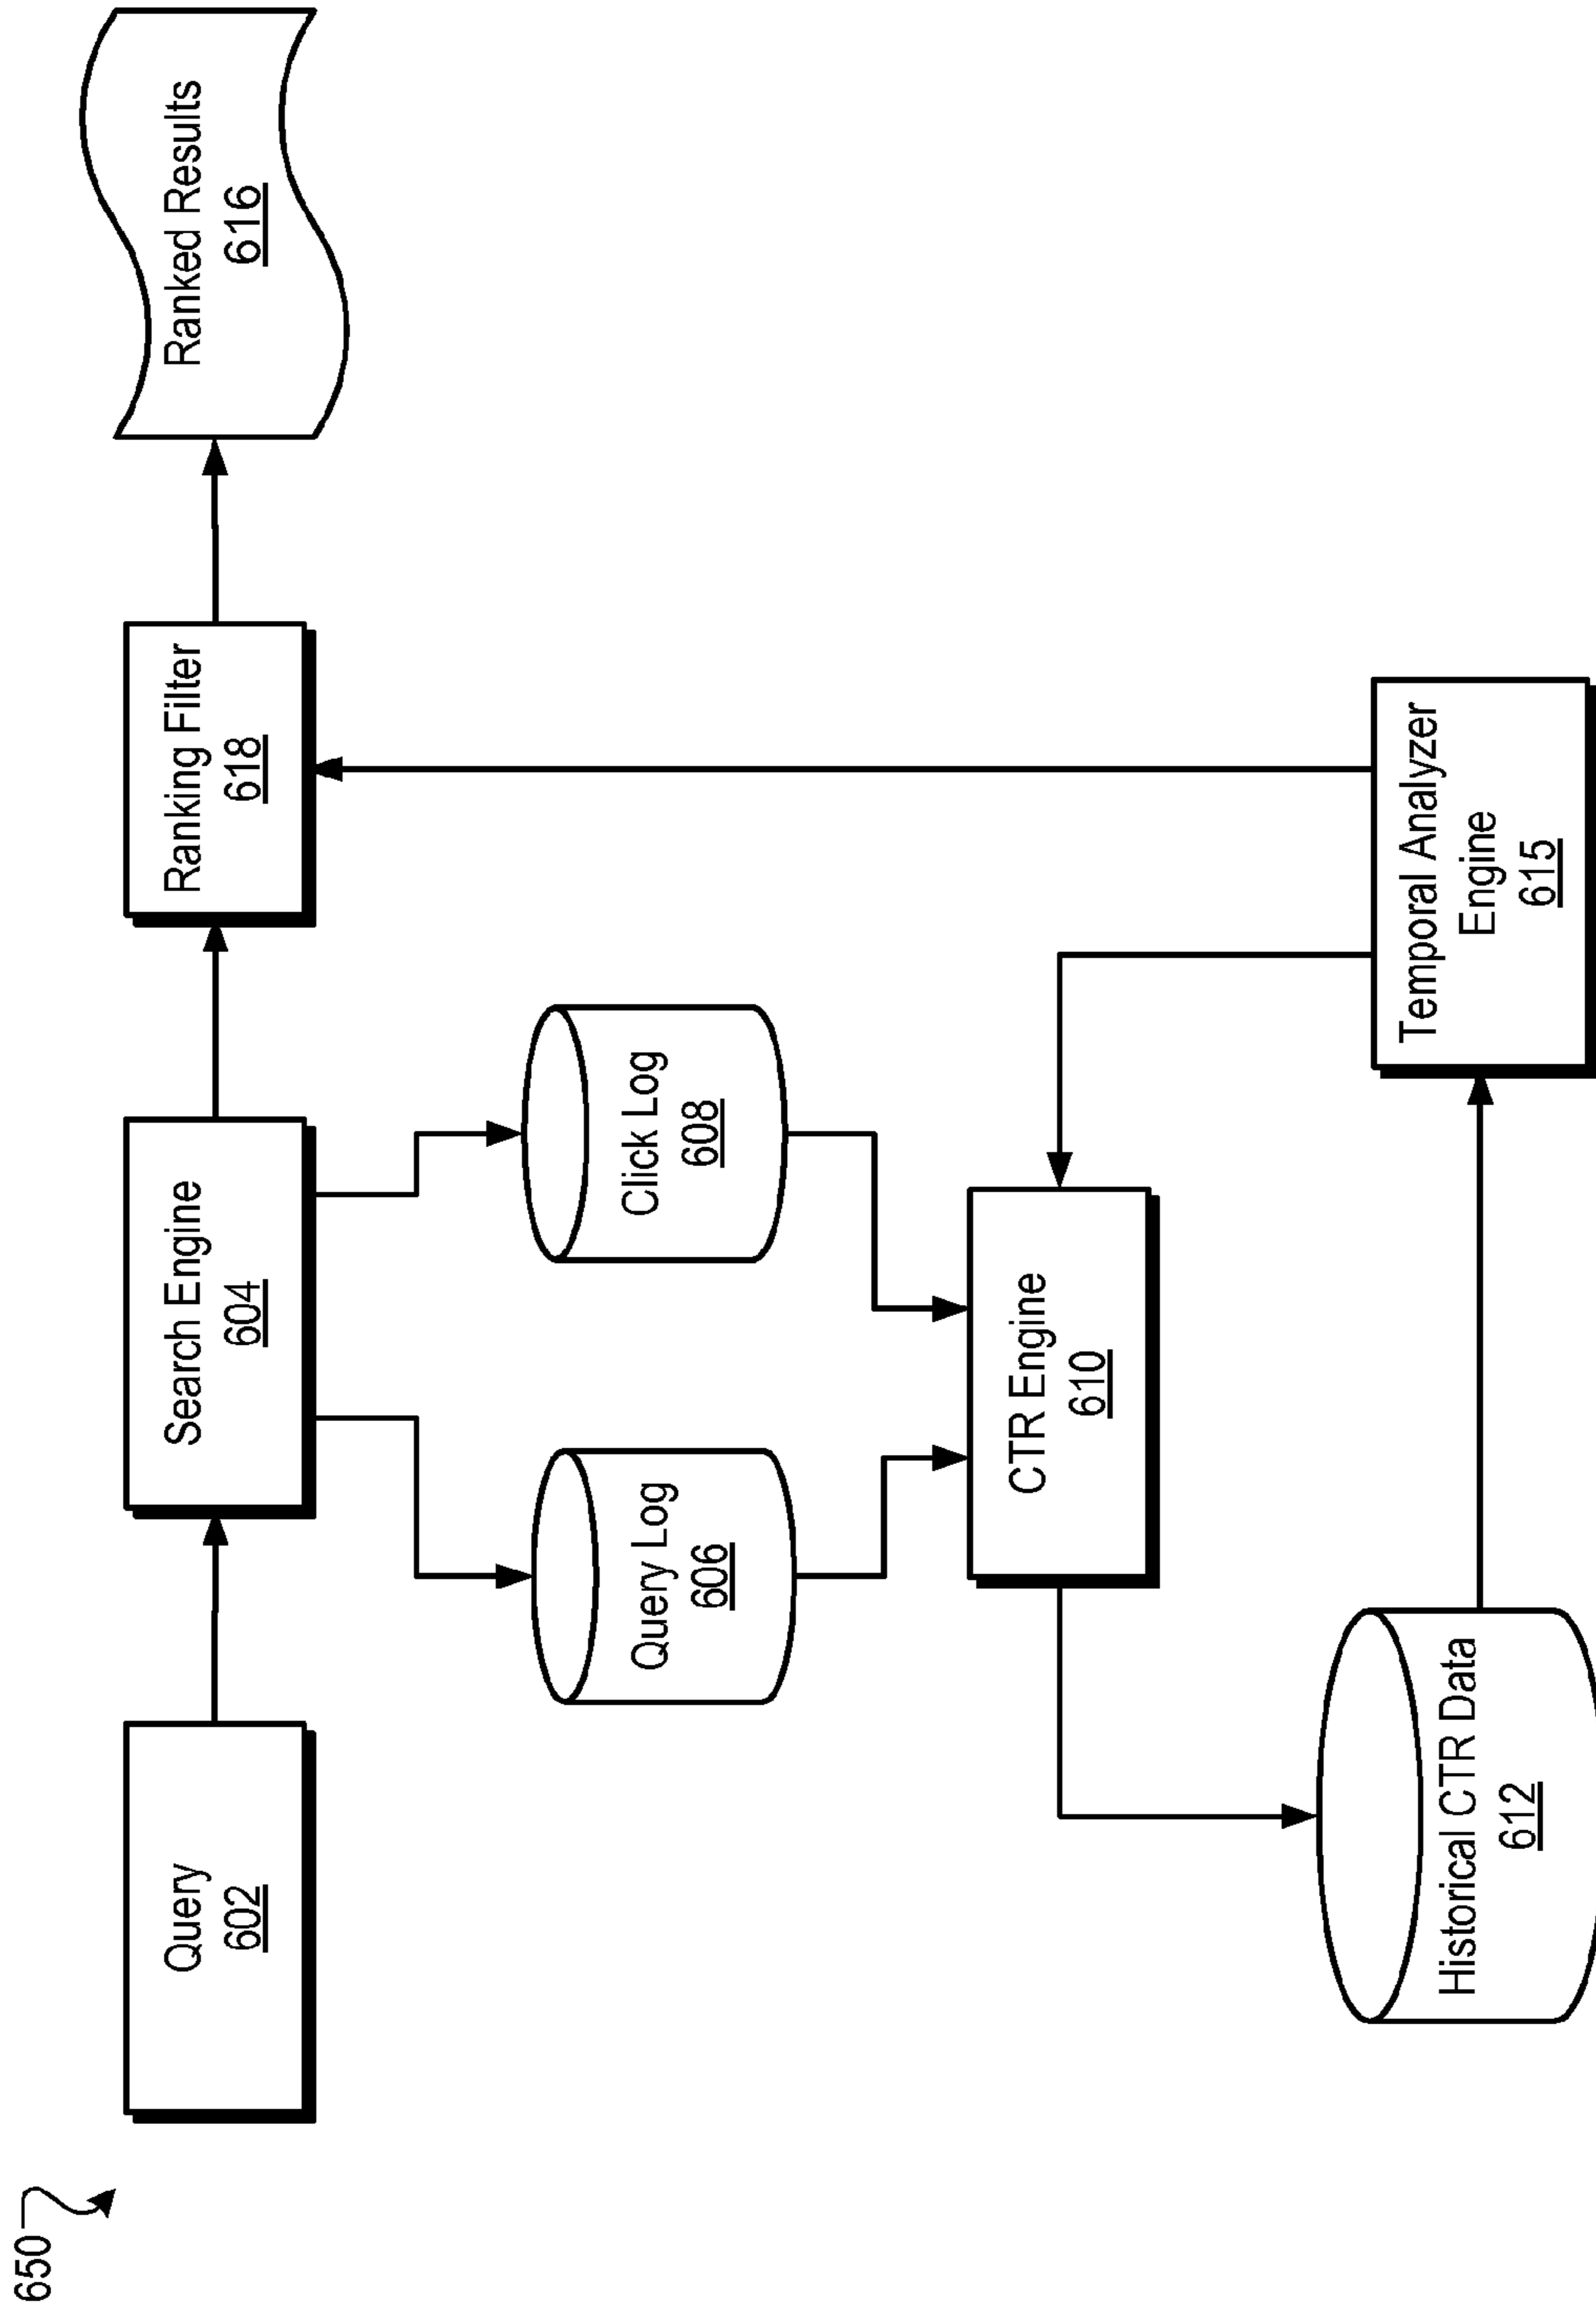 650
Query
602
Search Engine
604
Ranking Filter
618
Ranked Results
616
Query Log
606
Click Log
608
CTR Engine
610
Historical CTR Data
612
Temporal Analyzer
Engine
615